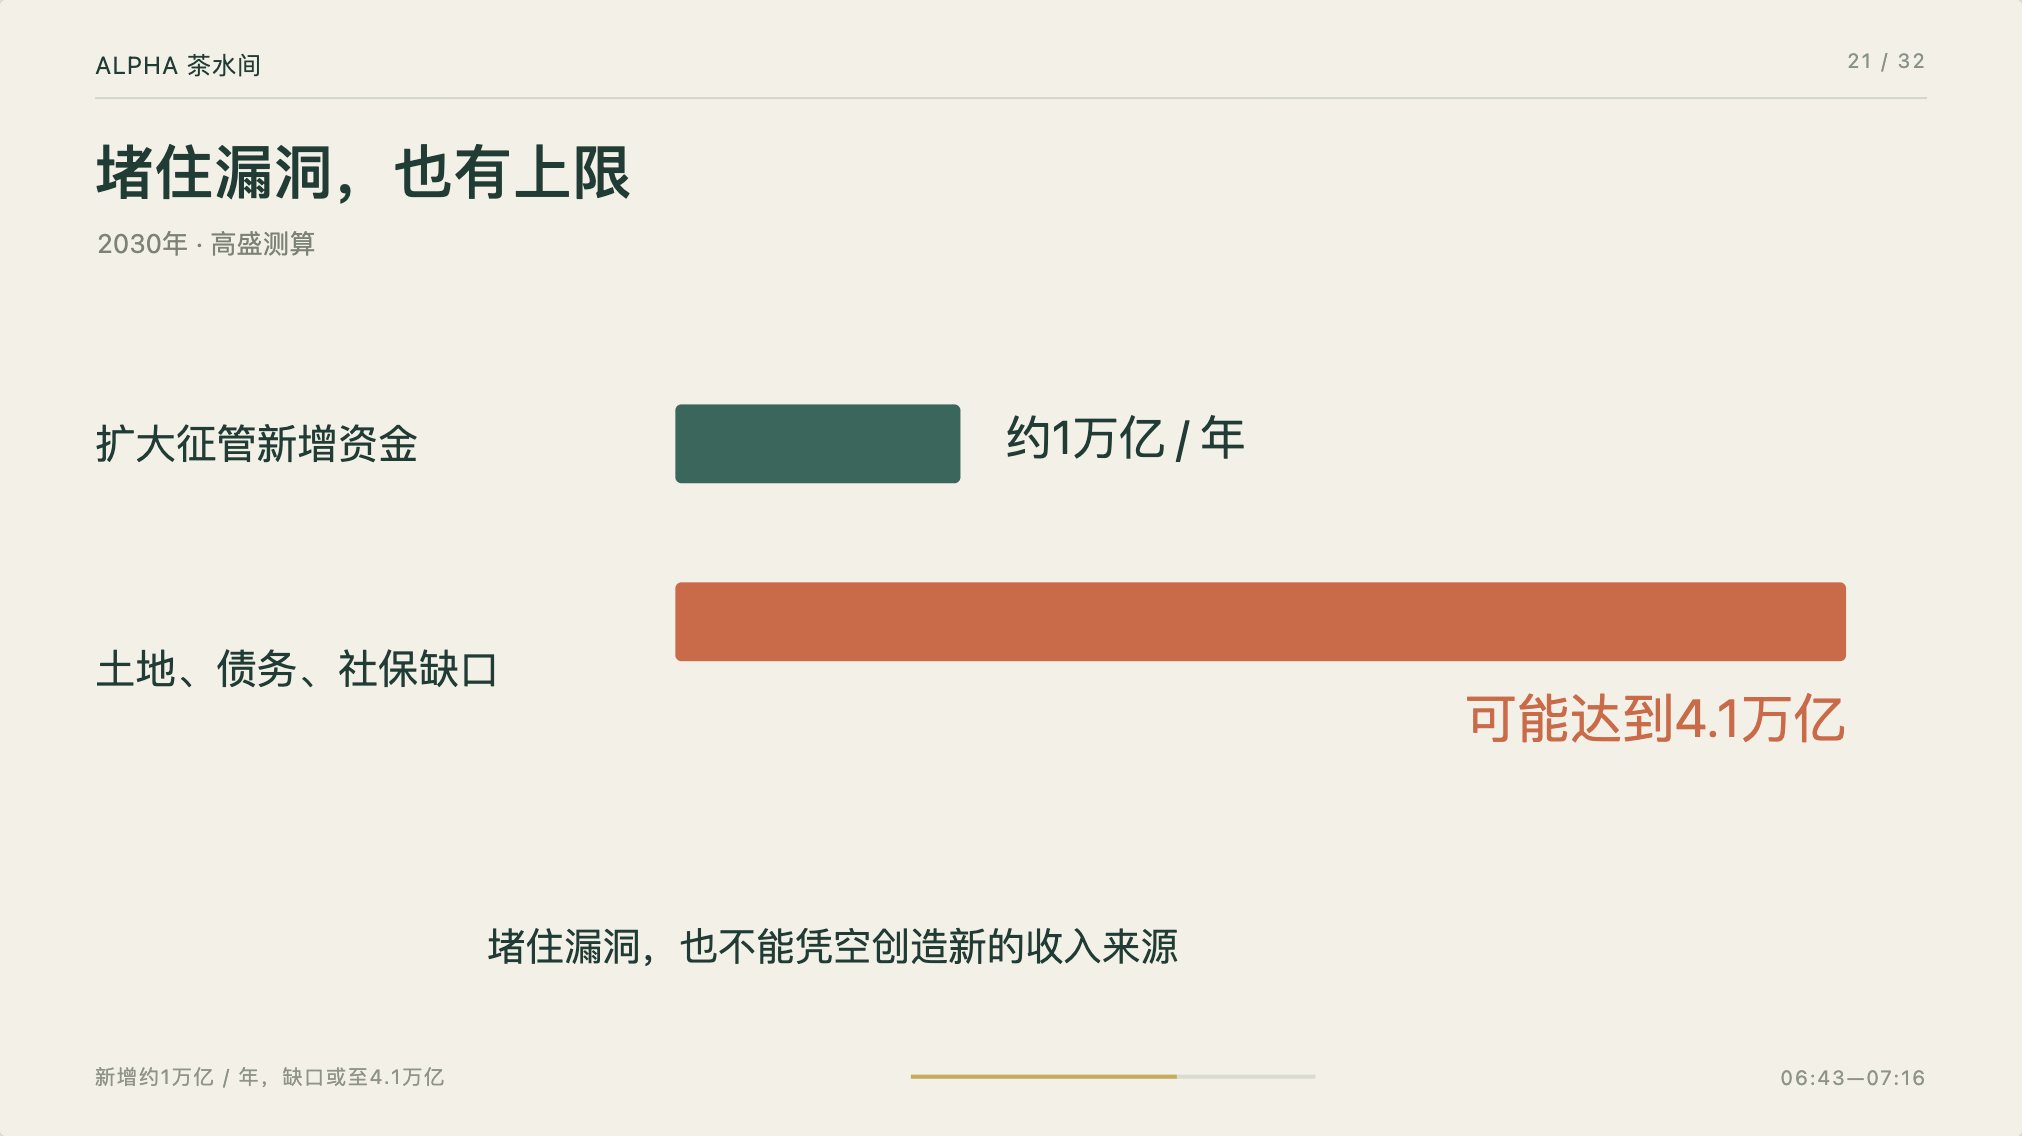 ALPHA 茶水间
21 / 32
堵住漏洞，也有上限
2030年 · 高盛测算
扩大征管新增资金
约1万亿 / 年
土地、债务、社保缺口
可能达到4.1万亿
堵住漏洞，也不能凭空创造新的收入来源
新增约1万亿 / 年，缺口或至4.1万亿
06:43—07:16